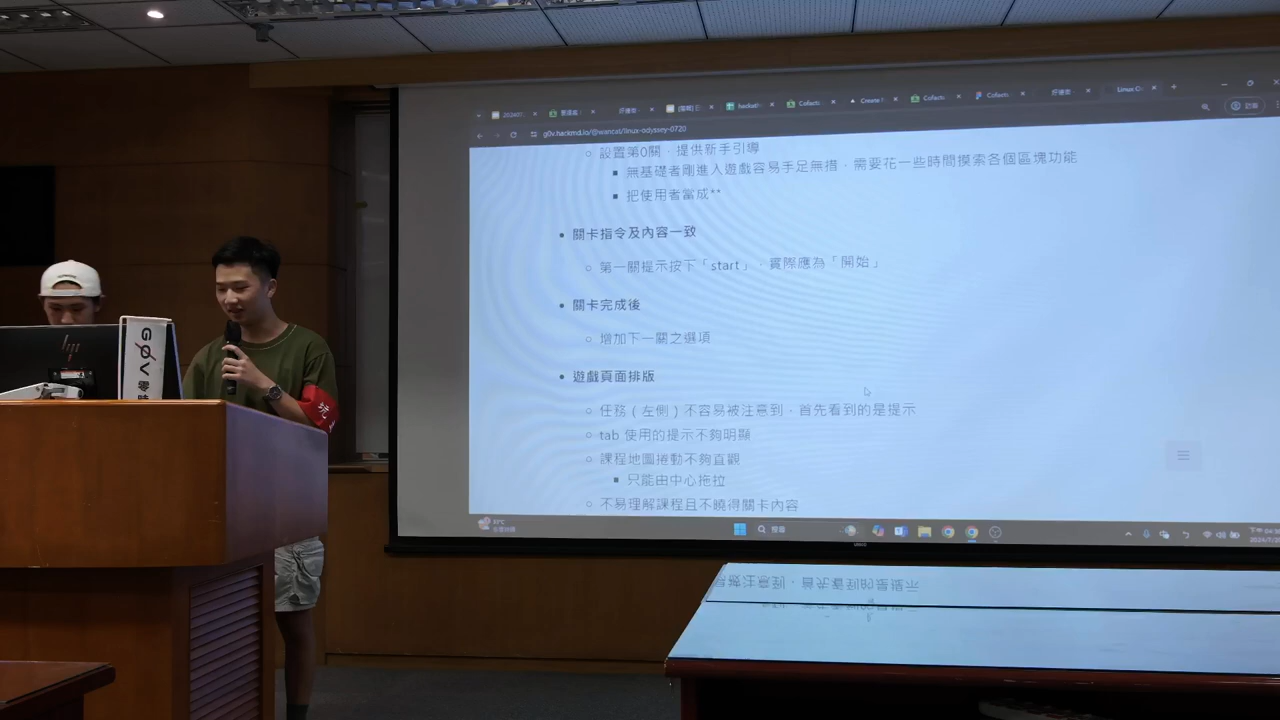 g0v.hackmd.io/@wancat/linux-odyssey-0720
設置第0關，提供新手引導
無基礎者剛進入遊戲容易手足無措，需要花一些時間摸索各個區塊功能
把使用者當成**
關卡指令及內容一致
第一關提示按下「start」，實際應為「開始」
關卡完成後
增加下一關之選項
遊戲頁面排版
任務（左側）不容易被注意到，首先看到的是提示
tab 使用的提示不夠明顯
課程地圖捲動不夠直觀
只能由中心拖拉
不易理解課程且不曉得關卡內容
搜尋
hp
G0V 零時
坑